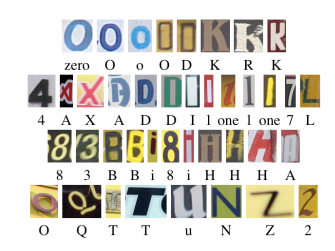 zero O o O D K R K
4 A X A D D I l one l one 7 L
8 3 B B i 8 i H H H A
O Q T T u N Z 2